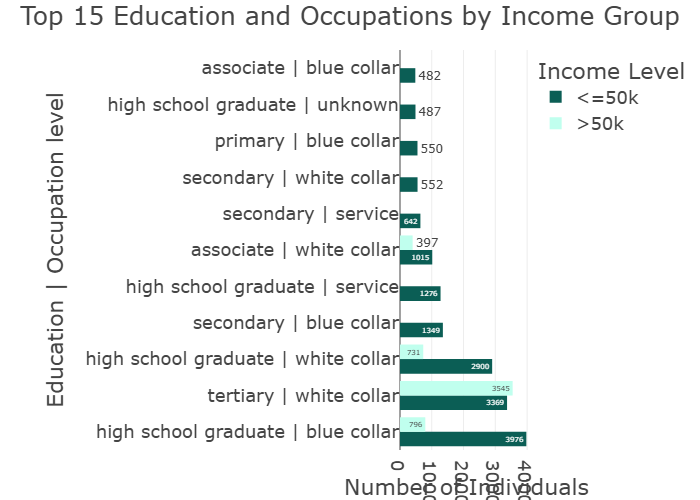 Top 15 Education and Occupations by Income Group
Income Level
<=50k
>50k
Education | Occupation level
associate | blue collar 482
high school graduate | unknown 487
primary | blue collar 550
secondary | white collar 552
secondary | service 642
associate | white collar 397
1015
high school graduate | service 1276
secondary | blue collar 1349
high school graduate | white collar 731
2900
tertiary | white collar 3545
3369
high school graduate | blue collar 796
3976
0
Number of Individuals